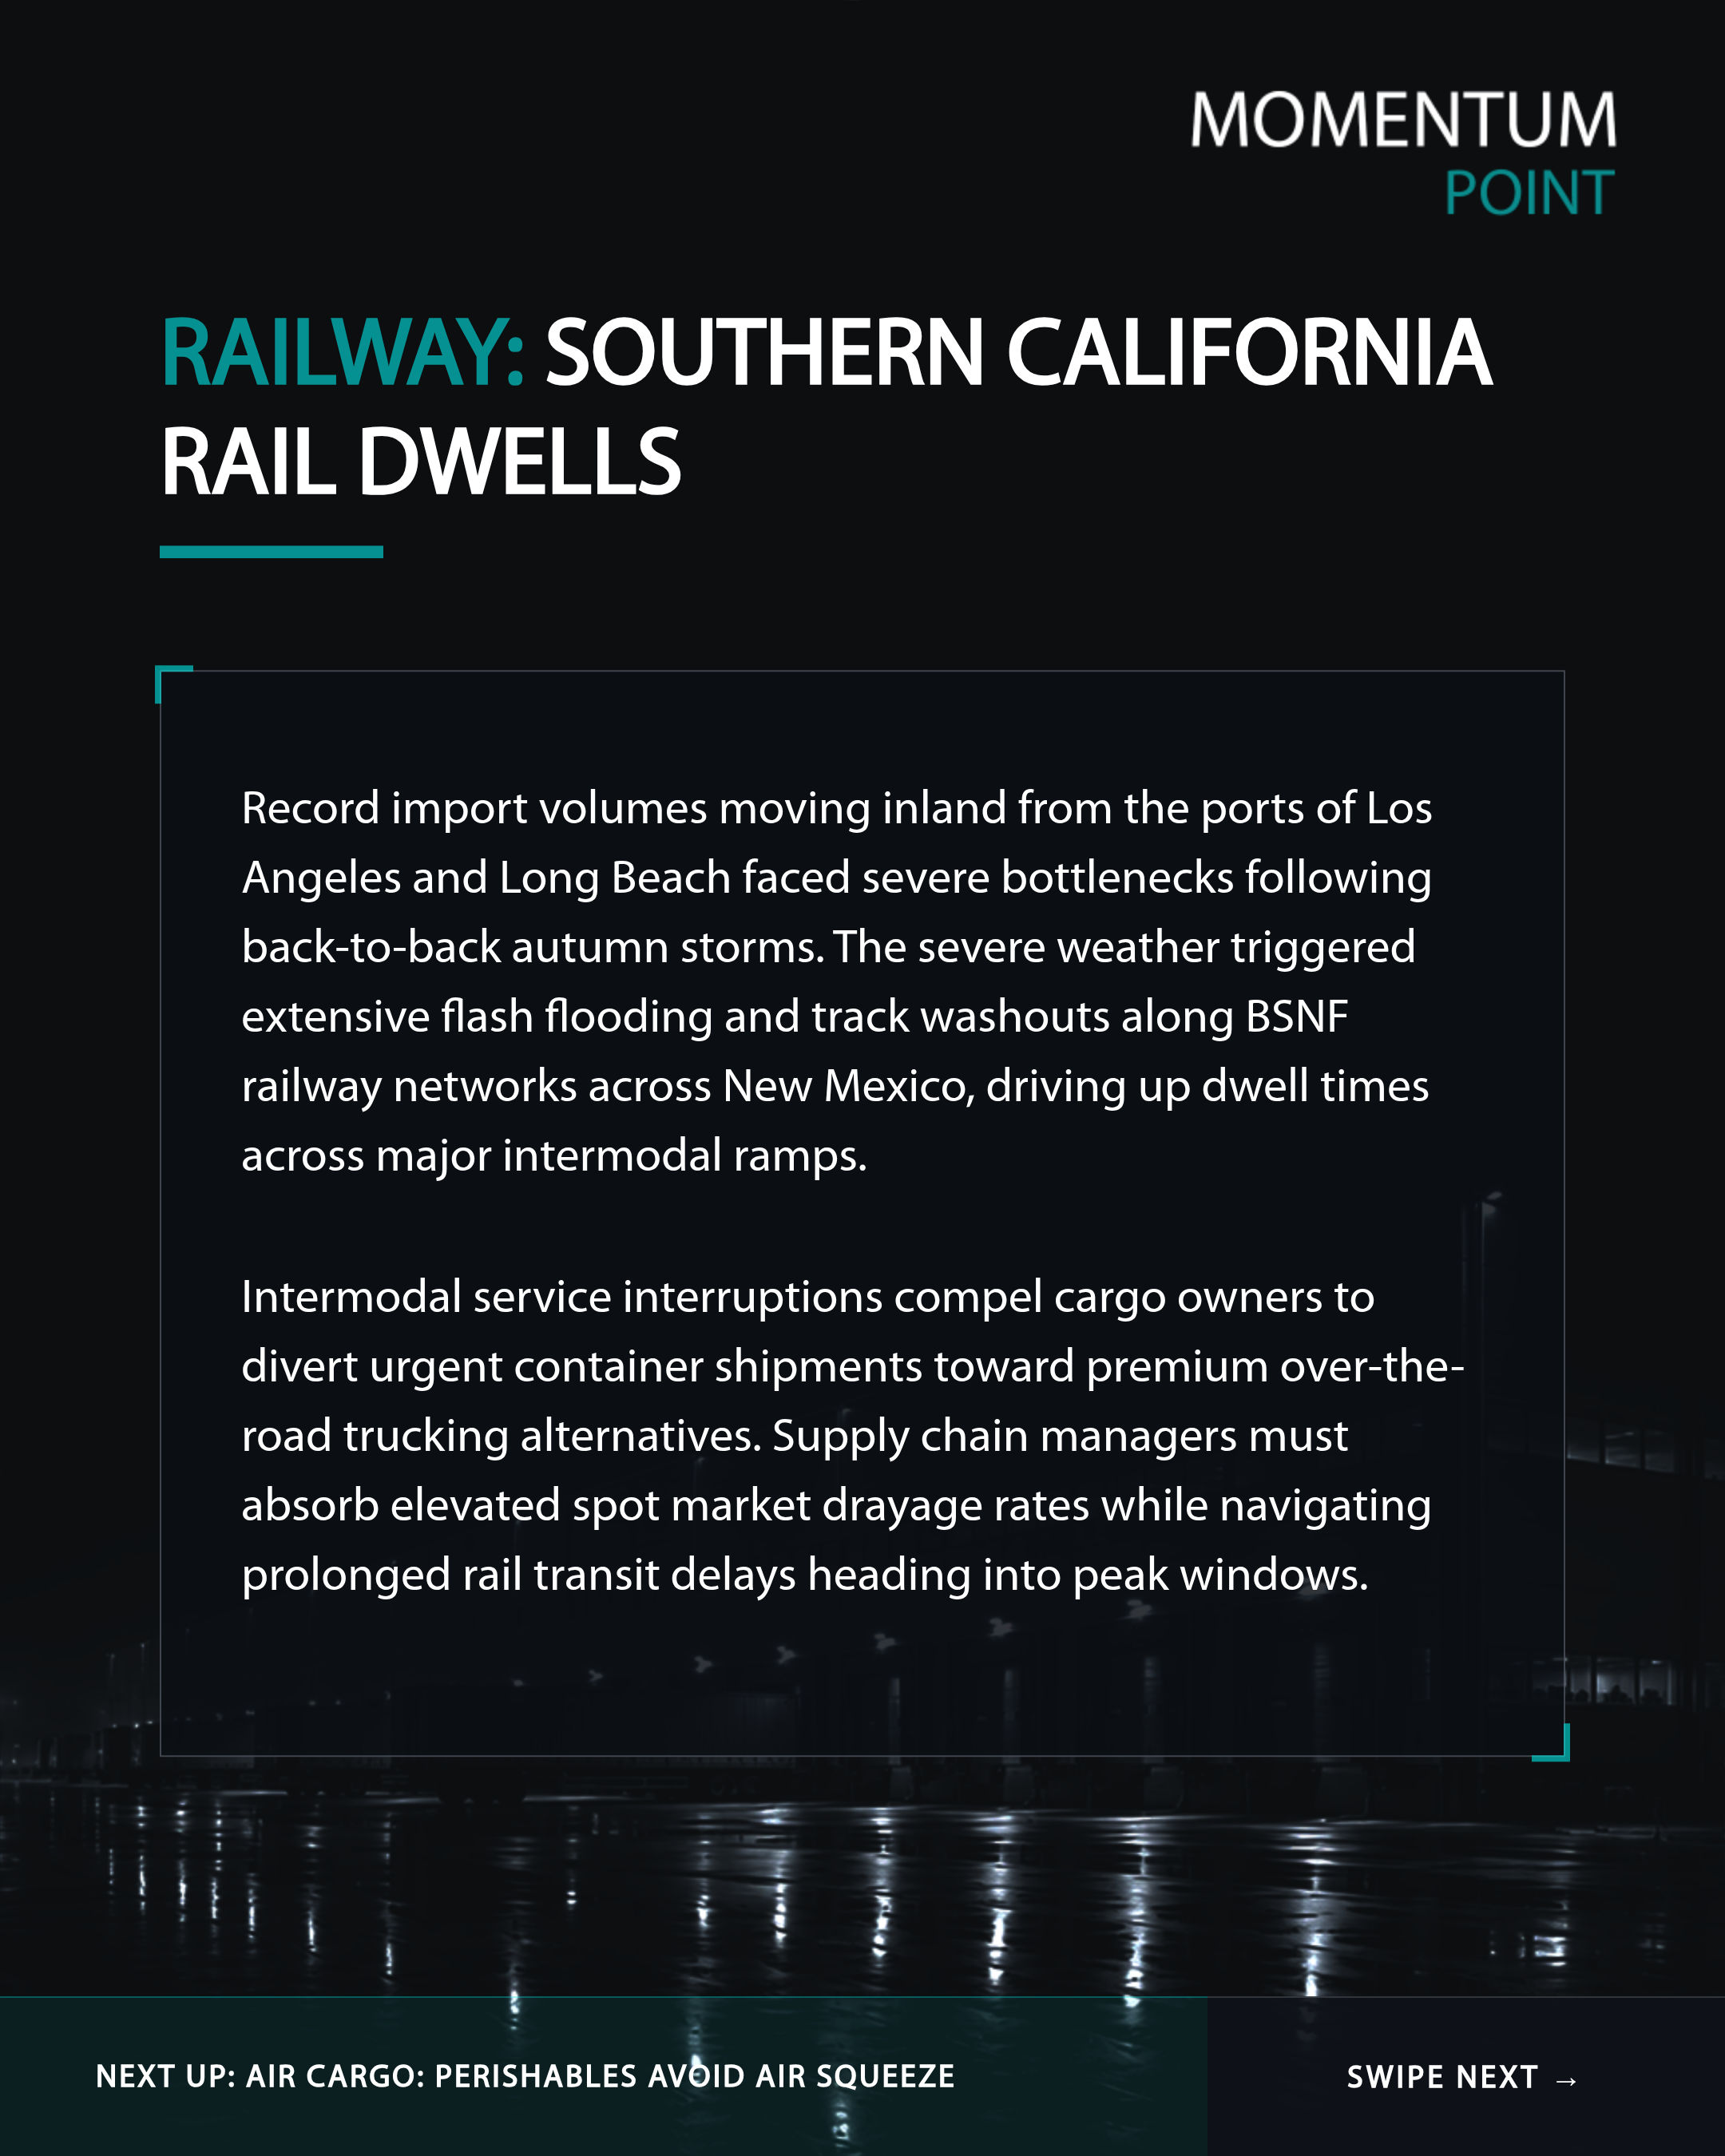 MOMENTUM
POINT
RAILWAY: SOUTHERN CALIFORNIA
RAIL DWELLS
Record import volumes moving inland from the ports of Los
Angeles and Long Beach faced severe bottlenecks following
back-to-back autumn storms. The severe weather triggered
extensive flash flooding and track washouts along BSNF
railway networks across New Mexico, driving up dwell times
across major intermodal ramps.
Intermodal service interruptions compel cargo owners to
divert urgent container shipments toward premium over-the-
road trucking alternatives. Supply chain managers must
absorb elevated spot market drayage rates while navigating
prolonged rail transit delays heading into peak windows.
NEXT UP: AIR CARGO: PERISHABLES AVOID AIR SQUEEZE
SWIPE NEXT →